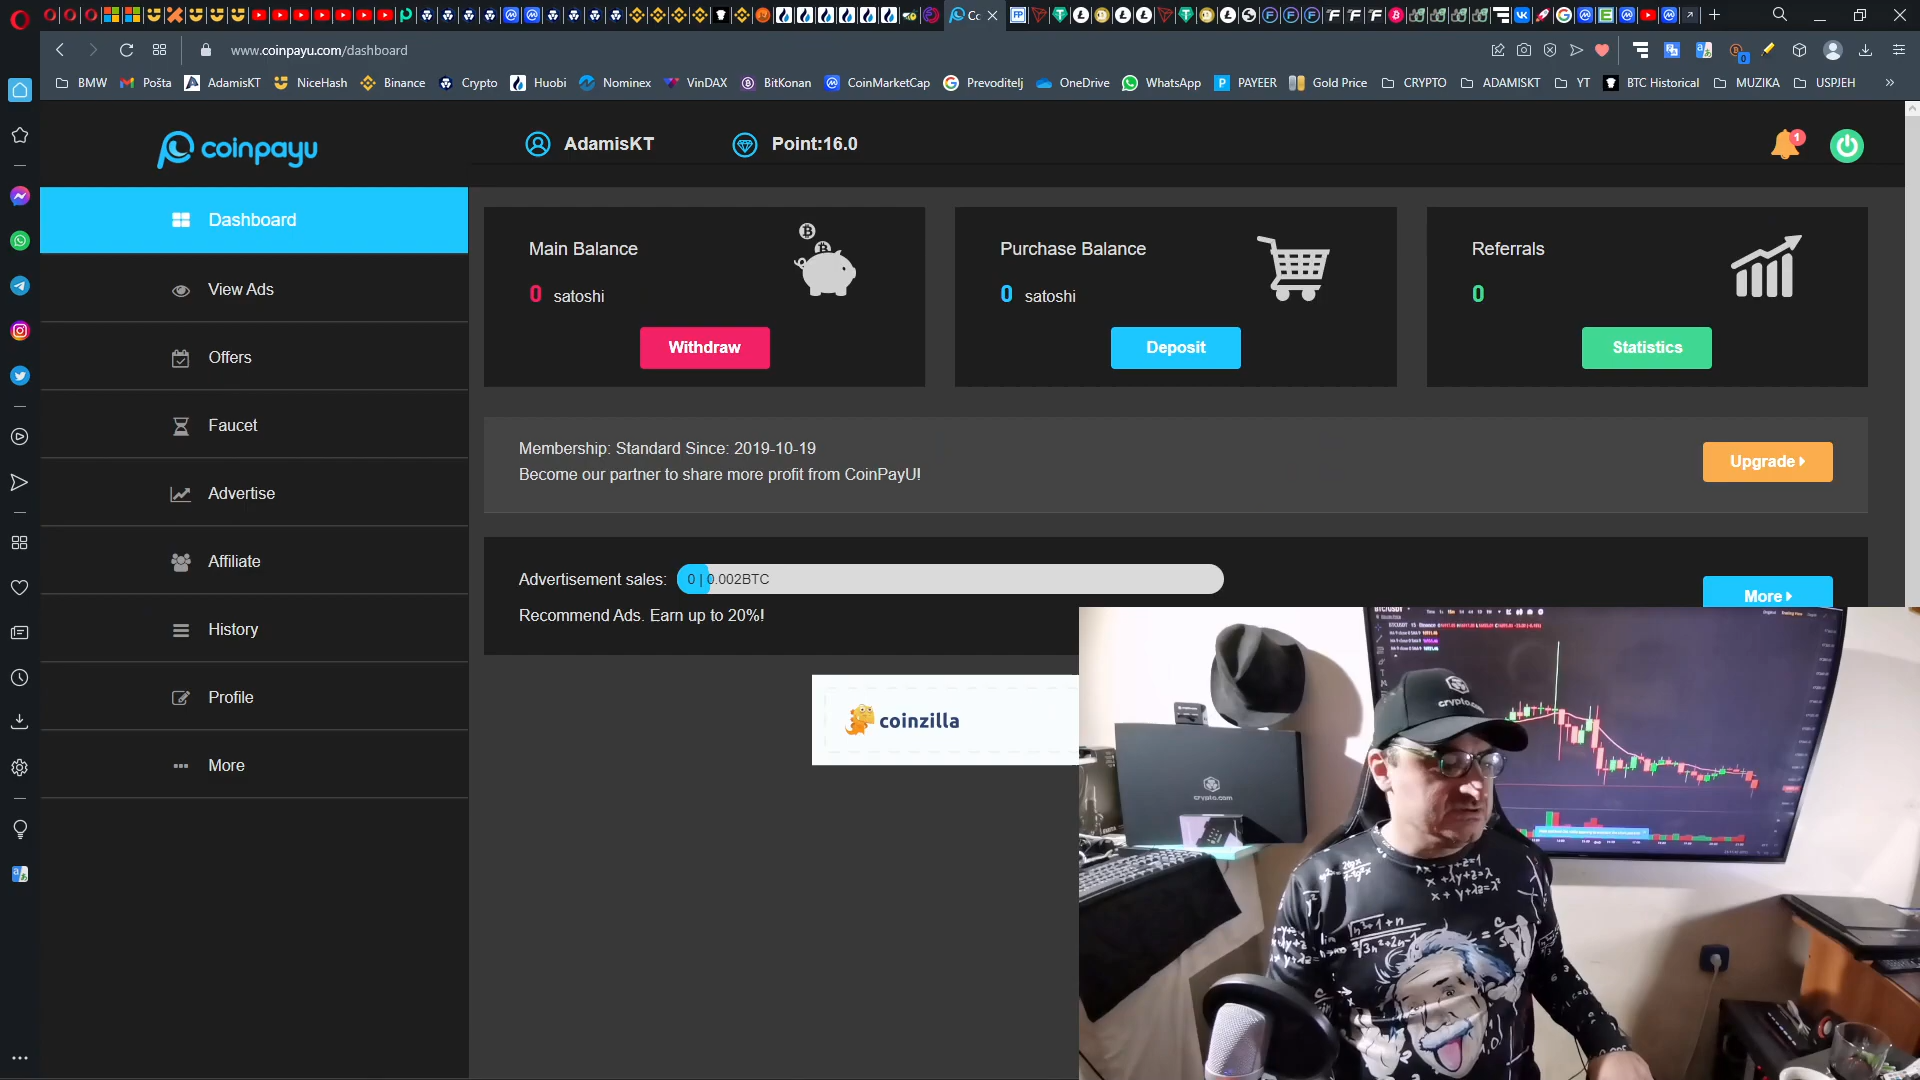 Co
www.coinpayu.com/dashboard
BMW
Pošta
AdamisKT
NiceHash
Binance
Crypto
Huobi
Nominex
VinDAX
BitKonan
CoinMarketCap
Prevoditelj
OneDrive
WhatsApp
PAYEER
Gold Price
CRYPTO
ADAMISKT
YT
BTC Historical
MUZIKA
USPJEH
coinpayu
AdamisKT
Point:16.0
1
Dashboard
View Ads
Offers
Faucet
Advertise
Affiliate
History
Profile
More
Main Balance
0 satoshi
Withdraw
Purchase Balance
0 satoshi
Deposit
Referrals
0
Statistics
Membership: Standard Since: 2019-10-19
Become our partner to share more profit from CoinPayU!
Upgrade
Advertisement sales:
0 | 0.002BTC
Recommend Ads. Earn up to 20%!
More
coinzilla
crypto.com